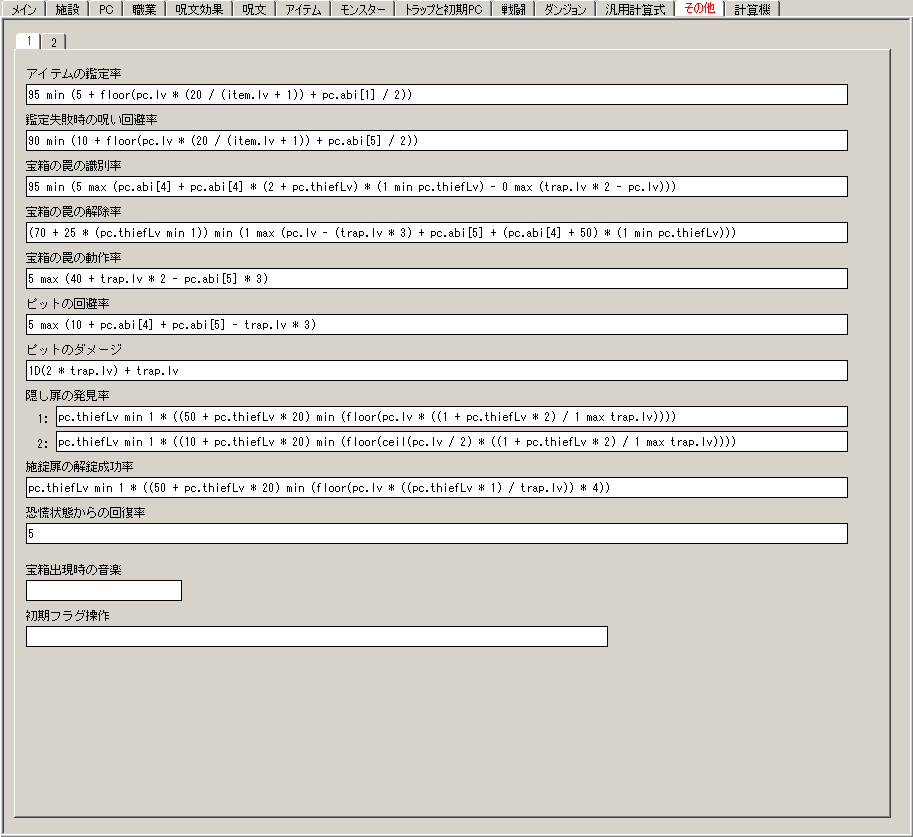 メイン 施設 PC 職業 呪文効果 呪文 アイテム モンスター トラップと初期PC 戦闘 ダンジョン 汎用計算式 その他 計算機
1 2
アイテムの鑑定率
95 min (5 + floor(pc.lv * (20 / (item.lv + 1)) + pc.abi[1] / 2))
鑑定失敗時の呪い回避率
90 min (10 + floor(pc.lv * (20 / (item.lv + 1)) + pc.abi[5] / 2))
宝箱の罠の識別率
95 min (5 max (pc.abi[4] + pc.abi[4] * (2 + pc.thiefLv) * (1 min pc.thiefLv) - 0 max (trap.lv * 2 - pc.lv)))
宝箱の罠の解除率
(70 + 25 * (pc.thiefLv min 1)) min (1 max (pc.lv - (trap.lv * 3) + pc.abi[5] + (pc.abi[4] + 50) * (1 min pc.thiefLv)))
宝箱の罠の動作率
5 max (40 + trap.lv * 2 - pc.abi[5] * 3)
ピットの回避率
5 max (10 + pc.abi[4] + pc.abi[5] - trap.lv * 3)
ピットのダメージ
1D(2 * trap.lv) + trap.lv
隠し扉の発見率
1: pc.thiefLv min 1 * ((50 + pc.thiefLv * 20) min (floor(pc.lv * ((1 + pc.thiefLv * 2) / 1 max trap.lv))))
2: pc.thiefLv min 1 * ((10 + pc.thiefLv * 20) min (floor(ceil(pc.lv / 2) * ((1 + pc.thiefLv * 2) / 1 max trap.lv))))
施錠扉の解錠成功率
pc.thiefLv min 1 * ((50 + pc.thiefLv * 20) min (floor(pc.lv * ((pc.thiefLv * 1) / trap.lv)) * 4))
恐慌状態からの回復率
5
宝箱出現時の音楽
初期フラグ操作